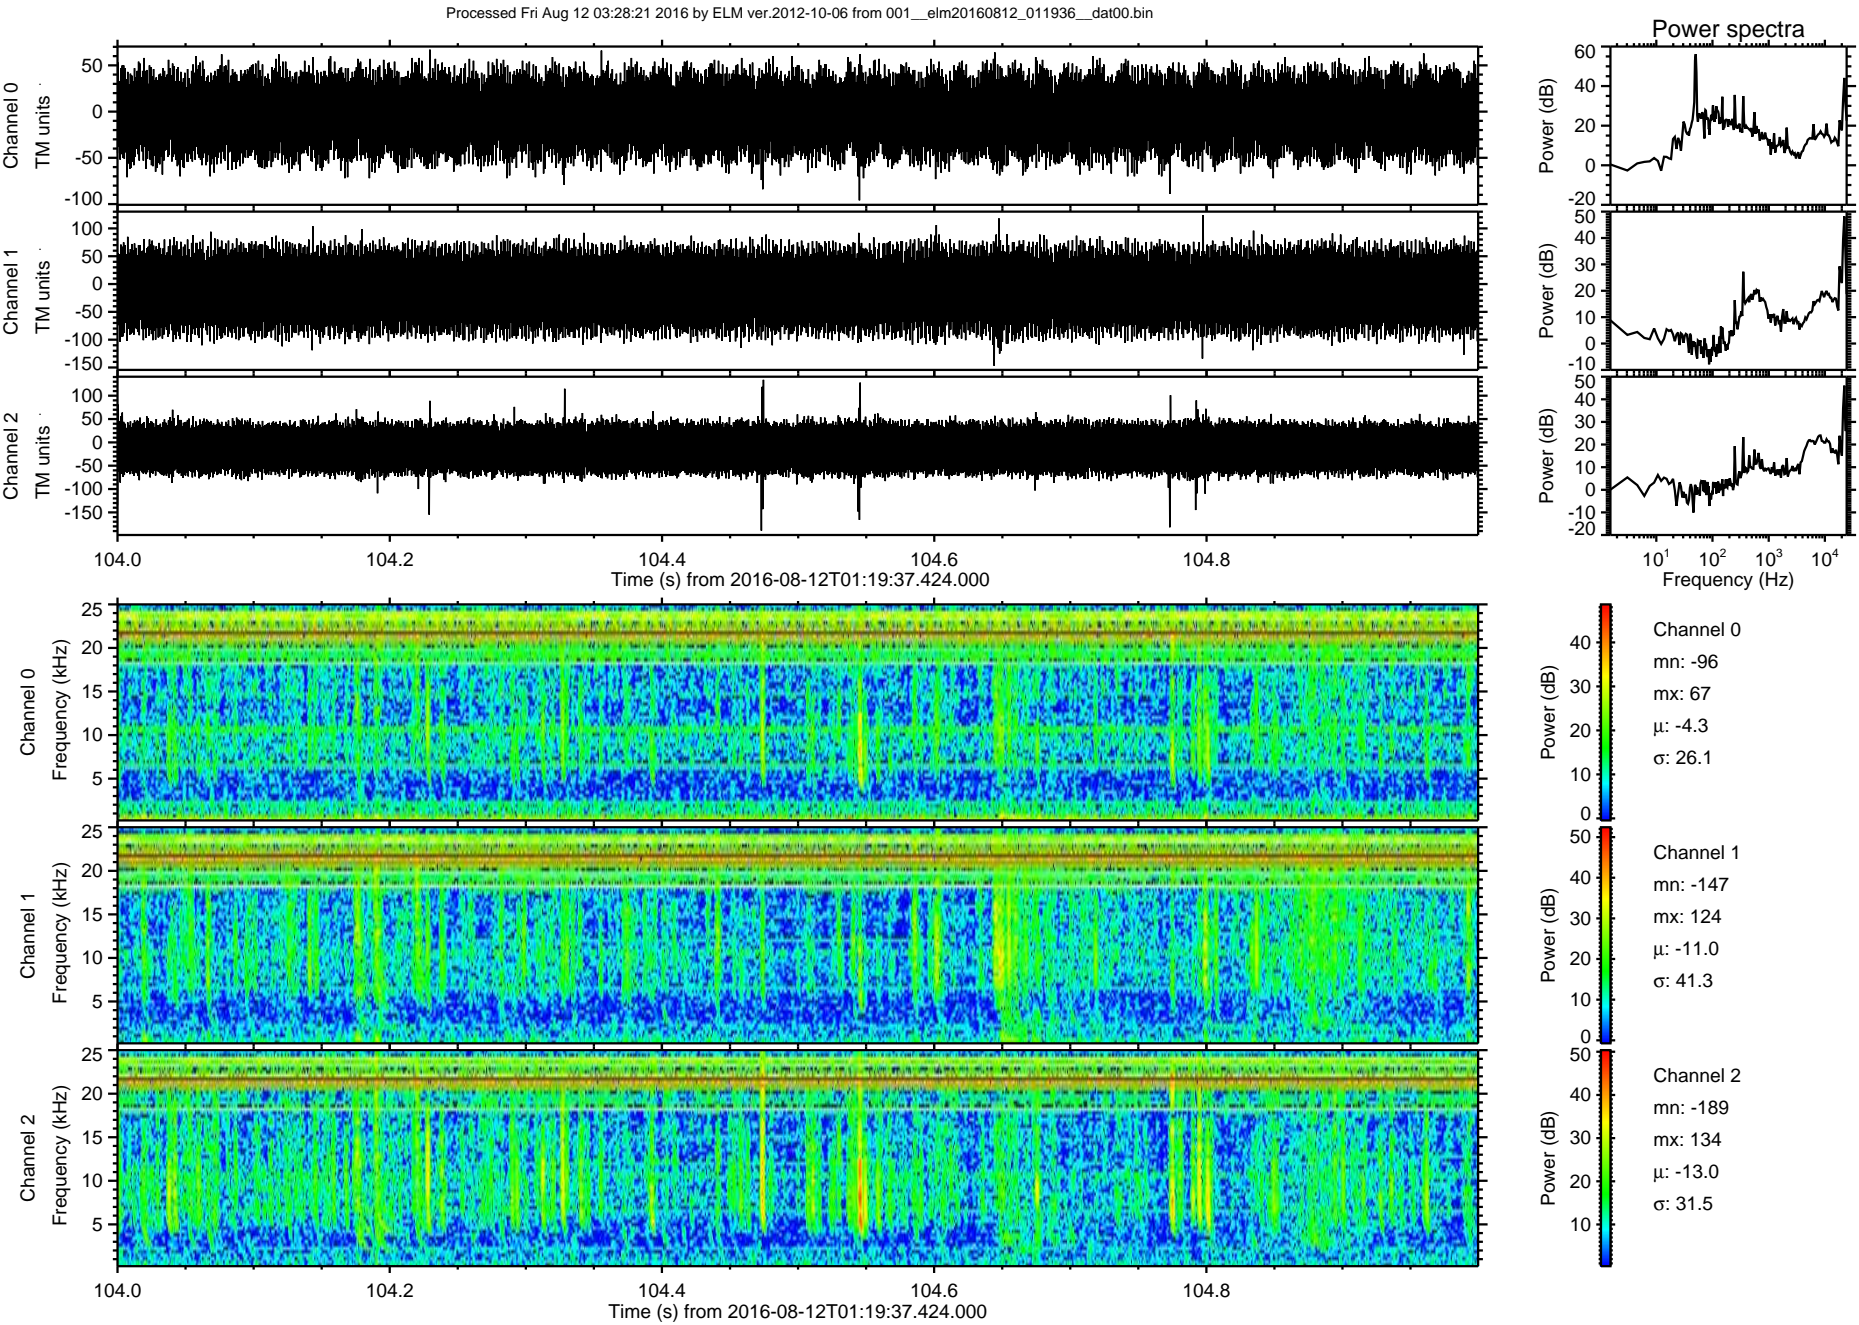 Processed Fri Aug 12 03:28:21 2016 by ELM ver.2012-10-06 from 001__elm20160812_011936__dat00.bin
Power spectra
Channel 0
TM units
50
0
-50
-100
Power (dB)
60
40
20
0
-20
Channel 1
TM units
100
50
0
-50
-100
-150
Power (dB)
50
40
30
20
10
0
-10
Channel 2
TM units
100
50
0
-50
-100
-150
Power (dB)
50
40
30
20
10
0
-10
-20
104.0 104.2 104.4 104.6 104.8
Time (s) from 2016-08-12T01:19:37.424.000
10¹ 10² 10³ 10⁴
Frequency (Hz)
Channel 0
Frequency (kHz)
25
20
15
10
5
Power (dB)
40
30
20
10
0
Channel 0
mn: -96
mx: 67
μ: -4.3
σ: 26.1
Channel 1
Frequency (kHz)
25
20
15
10
5
Power (dB)
50
40
30
20
10
0
Channel 1
mn: -147
mx: 124
μ: -11.0
σ: 41.3
Channel 2
Frequency (kHz)
25
20
15
10
5
Power (dB)
50
40
30
20
10
Channel 2
mn: -189
mx: 134
μ: -13.0
σ: 31.5
104.0 104.2 104.4 104.6 104.8
Time (s) from 2016-08-12T01:19:37.424.000